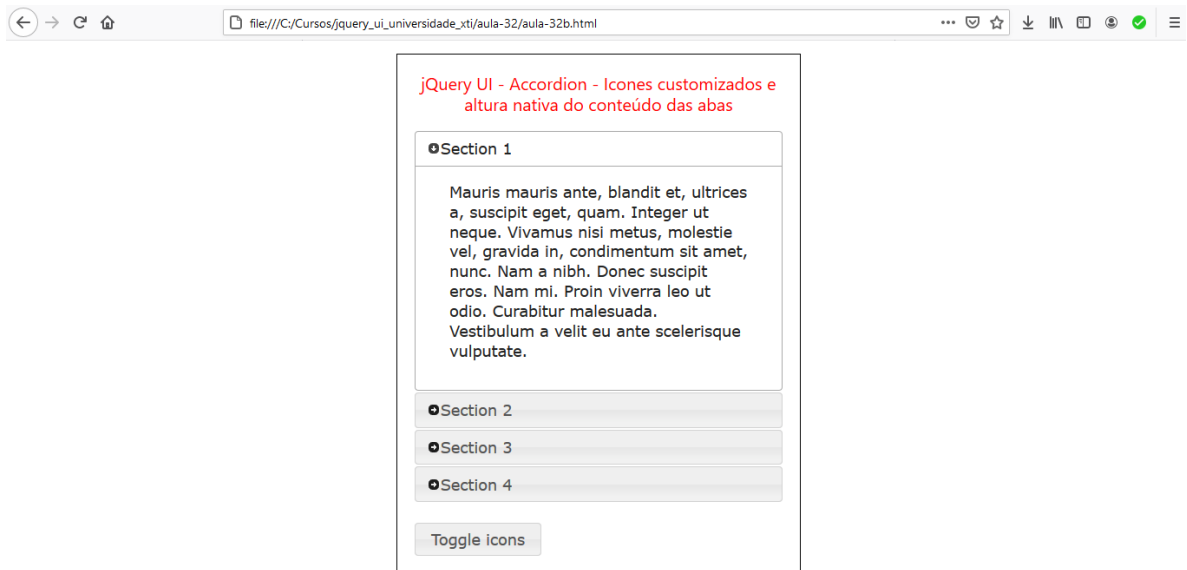 file:///C:/Cursos/jquery_ui_universidade_xti/aula-32/aula-32b.html
jQuery UI - Accordion - Icones customizados e
altura nativa do conteúdo das abas
Section 1
Mauris mauris ante, blandit et, ultrices
a, suscipit eget, quam. Integer ut
neque. Vivamus nisi metus, molestie
vel, gravida in, condimentum sit amet,
nunc. Nam a nibh. Donec suscipit
eros. Nam mi. Proin viverra leo ut
odio. Curabitur malesuada.
Vestibulum a velit eu ante scelerisque
vulputate.
Section 2
Section 3
Section 4
Toggle icons